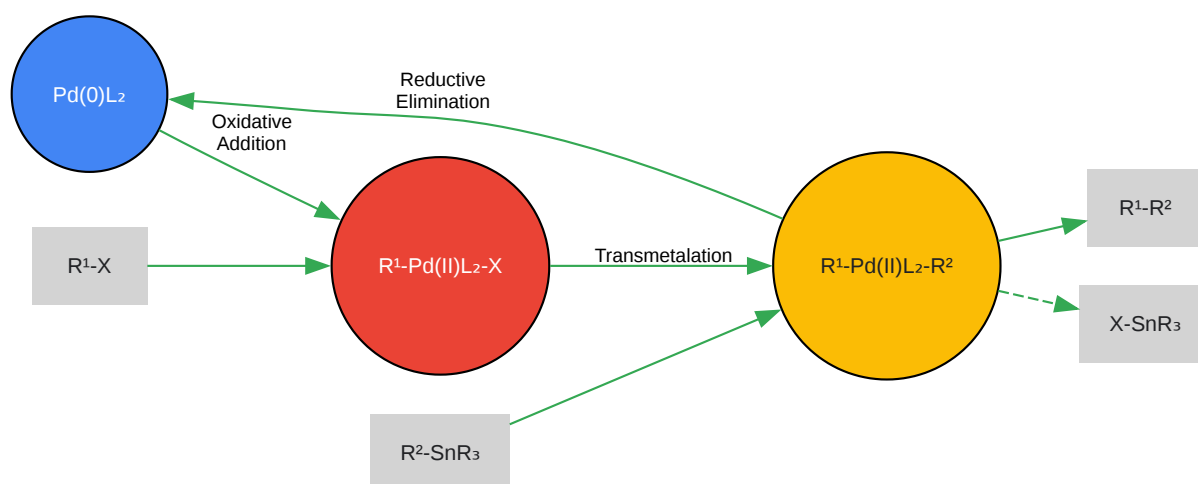 Pd(0)L₂
Reductive
Elimination
Oxidative
Addition
R¹-X
R¹-Pd(II)L₂-X
Transmetalation
R¹-Pd(II)L₂-R²
R¹-R²
X-SnR₃
R²-SnR₃